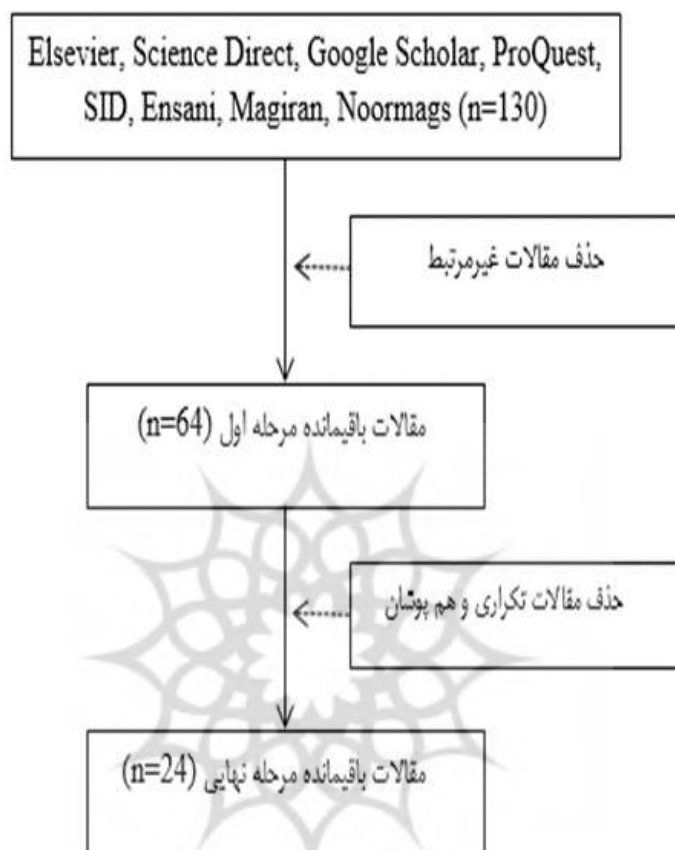 Elsevier, Science Direct, Google Scholar, ProQuest,
SID, Ensani, Magiran, Noormags (n=130)
حذف مقالات غیرمرتبط
مقالات باقیمانده مرحله اول (n=64)
حذف مقالات تکراری و هم پوشان
مقالات باقیمانده مرحله نهایی (n=24)